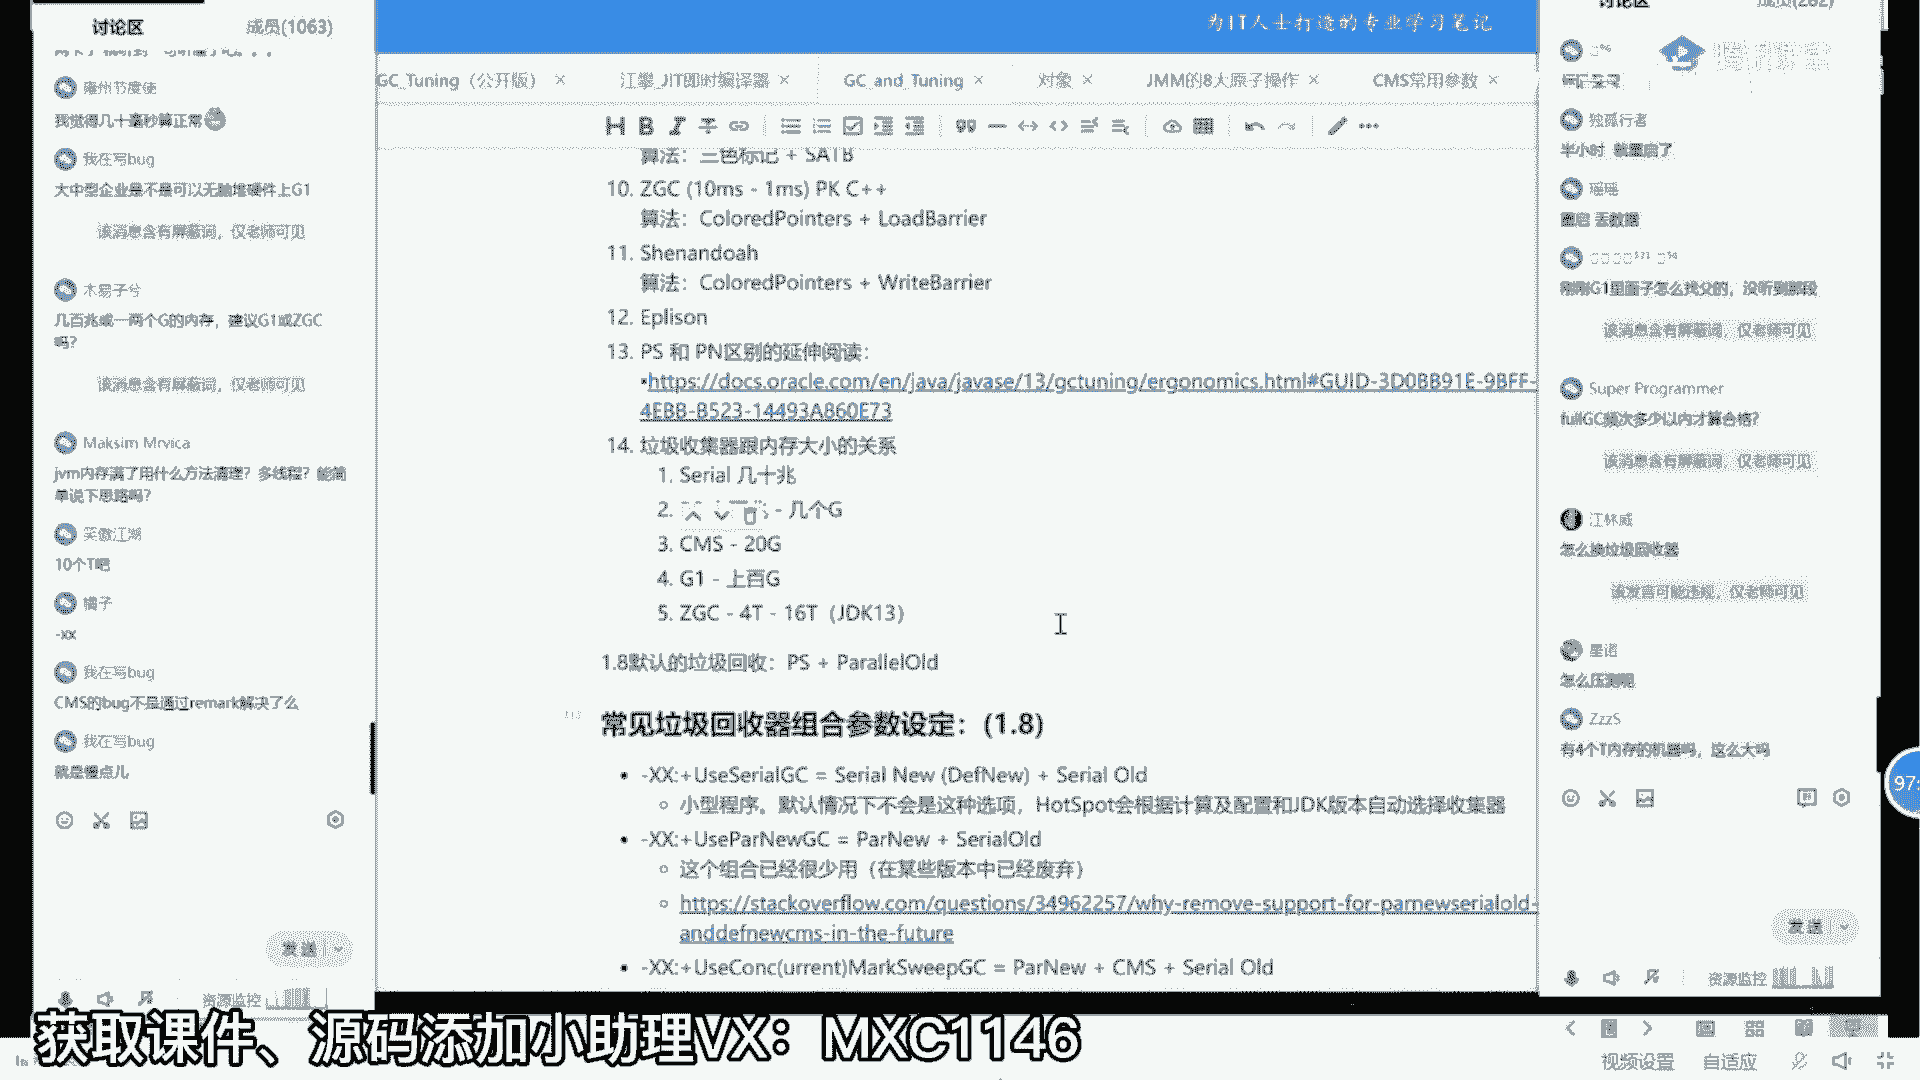 讨论区
成员(1063)
雍州节度使
我觉得几十毫秒算正常
我在写bug
大中型企业是不是可以无脑堆硬件上G1
该消息含有屏蔽词，仅老师可见
木易子兮
几百兆或一两个G的内存，建议G1或ZGC
吗？
该消息含有屏蔽词，仅老师可见
Maksim Mrvica
jvm内存满了用什么方法清理？多线程？能简
单说下思路吗？
笑傲江湖
10个T吧
橘子
-xx
我在写bug
CMS的bug不是通过remark解决了么
我在写bug
就是慢点儿
发送
资源监控
为IT人士打造的专业学习笔记
GC_Tuning（公开版） ×
江攀_JIT即时编译器 ×
GC_and_Tuning ×
对象 ×
JMM的8大原子操作 ×
CMS常用参数 ×
算法：三色标记 + SATB
10. ZGC (10ms - 1ms) PK C++
算法：ColoredPointers + LoadBarrier
11. Shenandoah
算法：ColoredPointers + WriteBarrier
12. Eplison
13. PS 和 PN区别的延伸阅读：
▪https://docs.oracle.com/en/java/javase/13/gctuning/ergonomics.html#GUID-3D0BB91E-9BFF-
4EBB-B523-14493A860E73
14. 垃圾收集器跟内存大小的关系
1. Serial 几十兆
2. - 几个G
3. CMS - 20G
4. G1 - 上百G
5. ZGC - 4T - 16T（JDK13）
1.8默认的垃圾回收：PS + ParallelOld
常见垃圾回收器组合参数设定：(1.8)
• -XX:+UseSerialGC = Serial New (DefNew) + Serial Old
○ 小型程序。默认情况下不会是这种选项，HotSpot会根据计算及配置和JDK版本自动选择收集器
• -XX:+UseParNewGC = ParNew + SerialOld
○ 这个组合已经很少用（在某些版本中已经废弃）
○ https://stackoverflow.com/questions/34962257/why-remove-support-for-parnewserialold-
anddefnewcms-in-the-future
• -XX:+UseConc(urrent)MarkSweepGC = ParNew + CMS + Serial Old
讨论区
成员(282)
独孤行者
半小时 就重启了
瑶瑶
重启 丢数据
刚刚G1里面子怎么找父的，没听到那段
该消息含有屏蔽词，仅老师可见
Super Programmer
fullGC频次多少以内才算合格？
该消息含有屏蔽词，仅老师可见
江林威
怎么换垃圾回收器
该发言可能违规，仅老师可见
星道
怎么压测呢
ZzzS
有4个T内存的机器吗，这么大吗
发送
资源监控
97
视频设置
自适应
获取课件、源码添加小助理VX：MXC1146